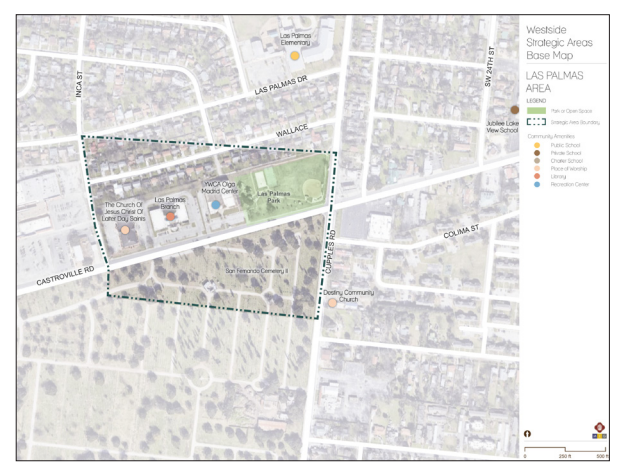 Westside
Strategic Areas
Base Map
LAS PALMAS
AREA
LEGEND
Park or Open Space
Strategic Area Boundary
Community Amenities
Public School
Private School
Charter School
Place of Worship
Library
Recreation Center
Las Palmas
Elementary
INCA ST
LAS PALMAS DR
SW 24TH ST
Jubilee Lake
View School
WALLACE
YWCA Olga
Madrid Center
Las Palmas
Park
Las Palmas
Branch
The Church Of
Jesus Christ Of
Later Day Saints
CUPPLES RD
COLIMA ST
CASTROVILLE RD
San Fernando Cemetery II
Destiny Community
Church
0 250 ft 500 ft